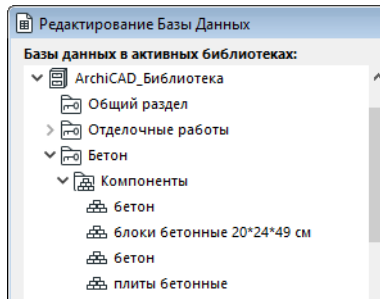 Редактирование Базы Данных
Базы данных в активных библиотеках:
ArchiCAD_Библиотека
Общий раздел
Отделочные работы
Бетон
Компоненты
бетон
блоки бетонные 20*24*49 см
бетон
плиты бетонные